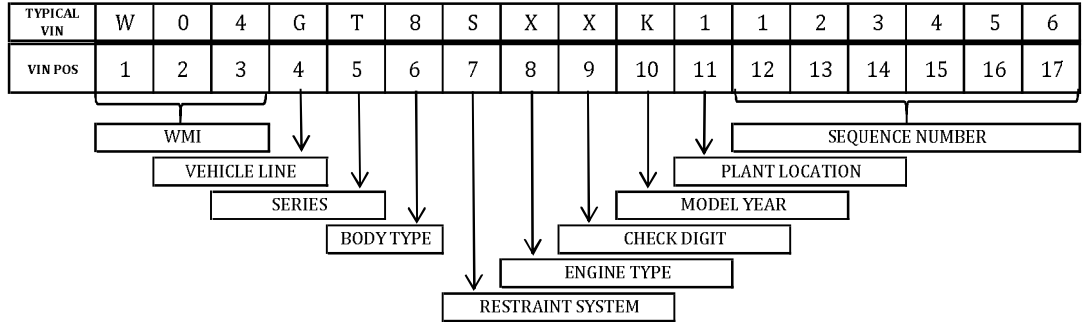 TYPICAL VIN W 0 4 G T 8 S X X K 1 1 2 3 4 5 6
VIN POS 1 2 3 4 5 6 7 8 9 10 11 12 13 14 15 16 17
WMI SEQUENCE NUMBER
VEHICLE LINE PLANT LOCATION
SERIES MODEL YEAR
BODY TYPE CHECK DIGIT
ENGINE TYPE
RESTRAINT SYSTEM